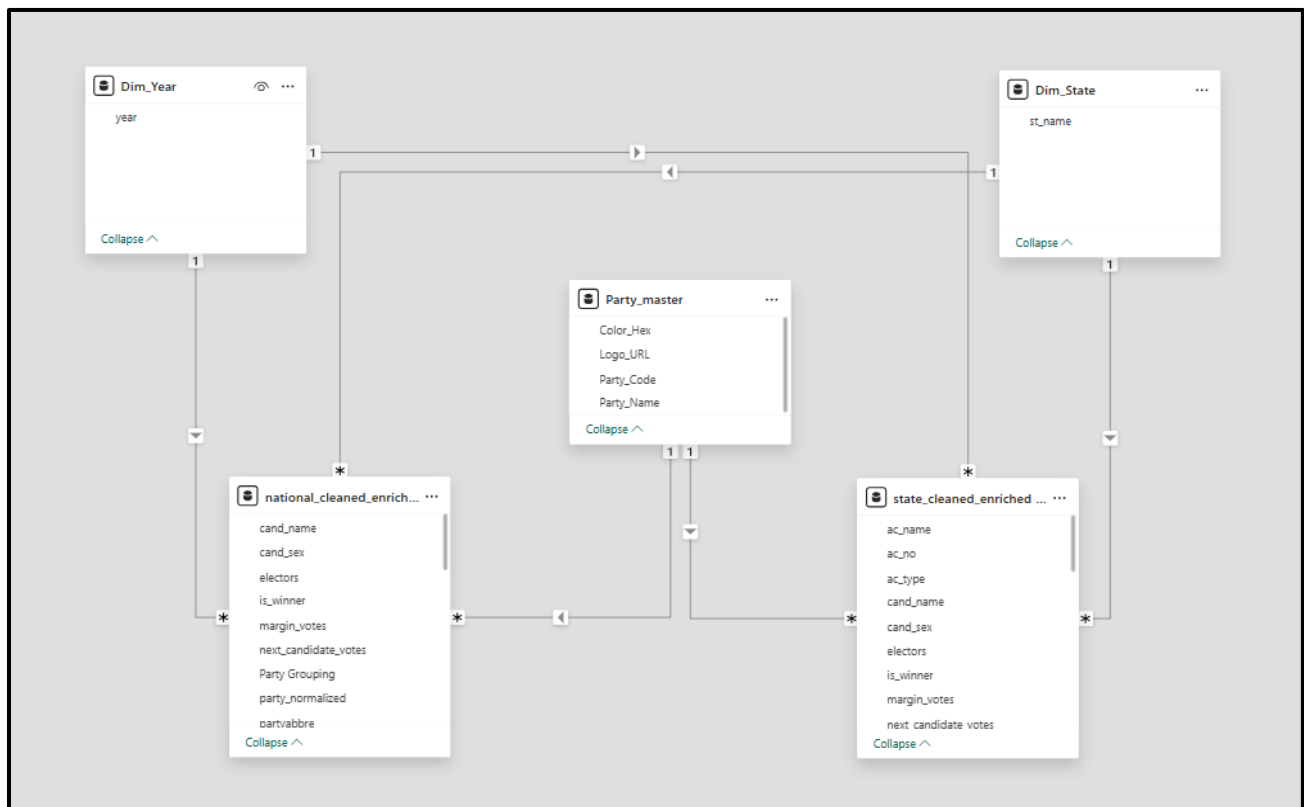 Dim_Year
year
Collapse
1
1
Dim_State
st_name
Collapse
1
1
Party_master
Color_Hex
Logo_URL
Party_Code
Party_Name
Collapse
1 1
*
*
national_cleaned_enrich...
cand_name
cand_sex
electors
is_winner
margin_votes
next_candidate_votes
Party Grouping
party_normalized
partyabbre
Collapse
*
*
state_cleaned_enriched ...
ac_name
ac_no
ac_type
cand_name
cand_sex
electors
is_winner
margin_votes
next_candidate_votes
Collapse
*
*